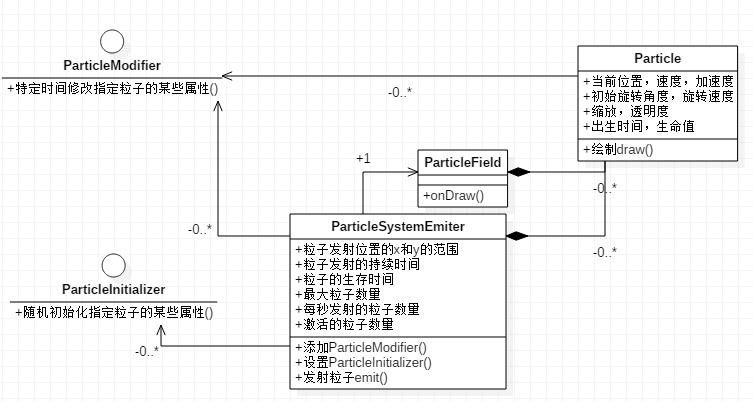 ParticleModifier
+特定时间修改指定粒子的某些属性()
-0..*
Particle
+当前位置，速度，加速度
+初始旋转角度，旋转速度
+缩放，透明度
+出生时间，生命值
+绘制draw()
+1
ParticleField
+onDraw()
-0..*
-0..*
ParticleSystemEmiter
+粒子发射位置的x和y的范围
+粒子发射的持续时间
+粒子的生存时间
+最大粒子数量
+每秒发射的粒子数量
+激活的粒子数量
+添加ParticleModifier()
+设置ParticleInitializer()
+发射粒子emit()
-0..*
ParticleInitializer
+随机初始化指定粒子的某些属性()
-0..*